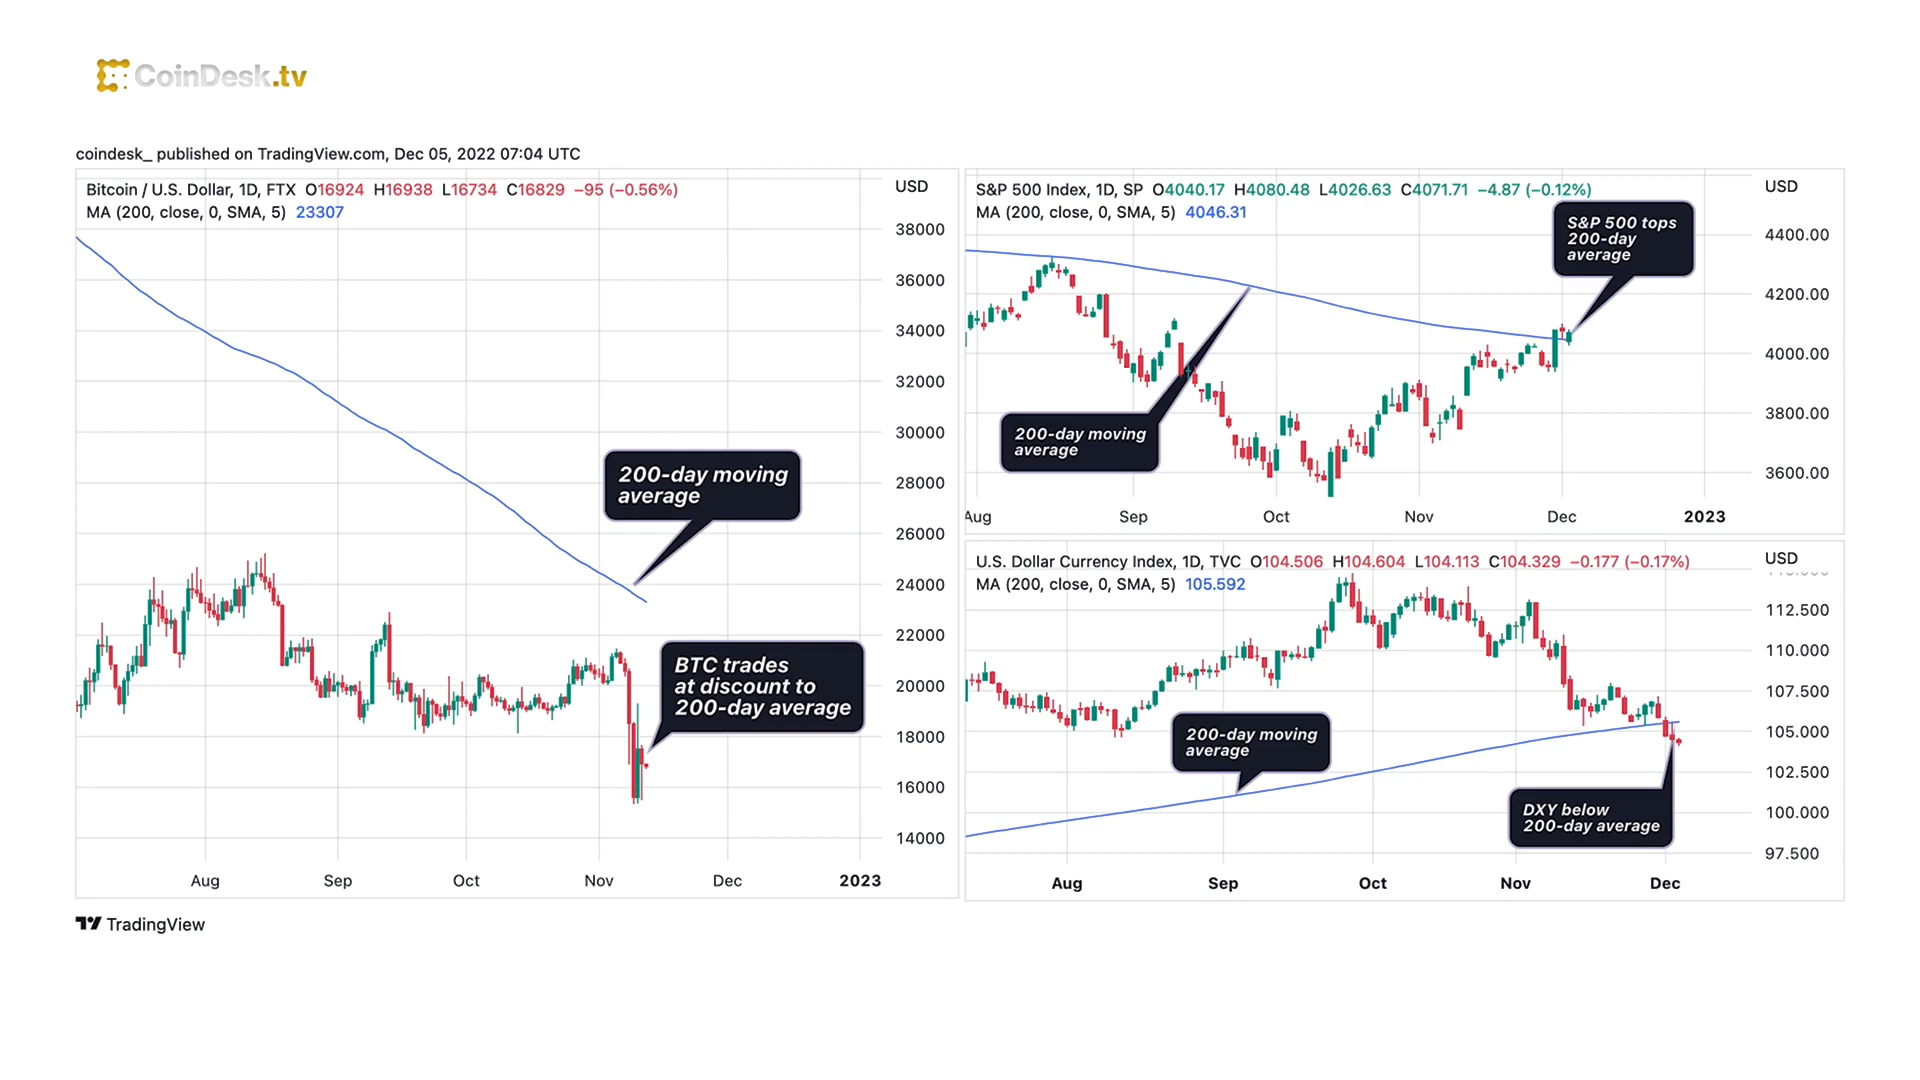 CoinDesk.tv
coindesk_ published on TradingView.com, Dec 05, 2022 07:04 UTC
Bitcoin / U.S. Dollar, 1D, FTX O16924 H16938 L16734 C16829 −95 (−0.56%)
MA (200, close, 0, SMA, 5) 23307
USD
38000
36000
34000
32000
30000
28000
26000
24000
22000
20000
18000
16000
14000
200-day moving
average
BTC trades
at discount to
200-day average
Aug Sep Oct Nov Dec 2023
S&P 500 Index, 1D, SP O4040.17 H4080.48 L4026.63 C4071.71 −4.87 (−0.12%)
MA (200, close, 0, SMA, 5) 4046.31
USD
4400.00
4200.00
4000.00
3800.00
3600.00
S&P 500 tops
200-day
average
200-day moving
average
Aug Sep Oct Nov Dec 2023
U.S. Dollar Currency Index, 1D, TVC O104.506 H104.604 L104.113 C104.329 −0.177 (−0.17%)
MA (200, close, 0, SMA, 5) 105.592
USD
112.500
110.000
107.500
105.000
102.500
100.000
97.500
200-day moving
average
DXY below
200-day average
Aug Sep Oct Nov Dec
TradingView